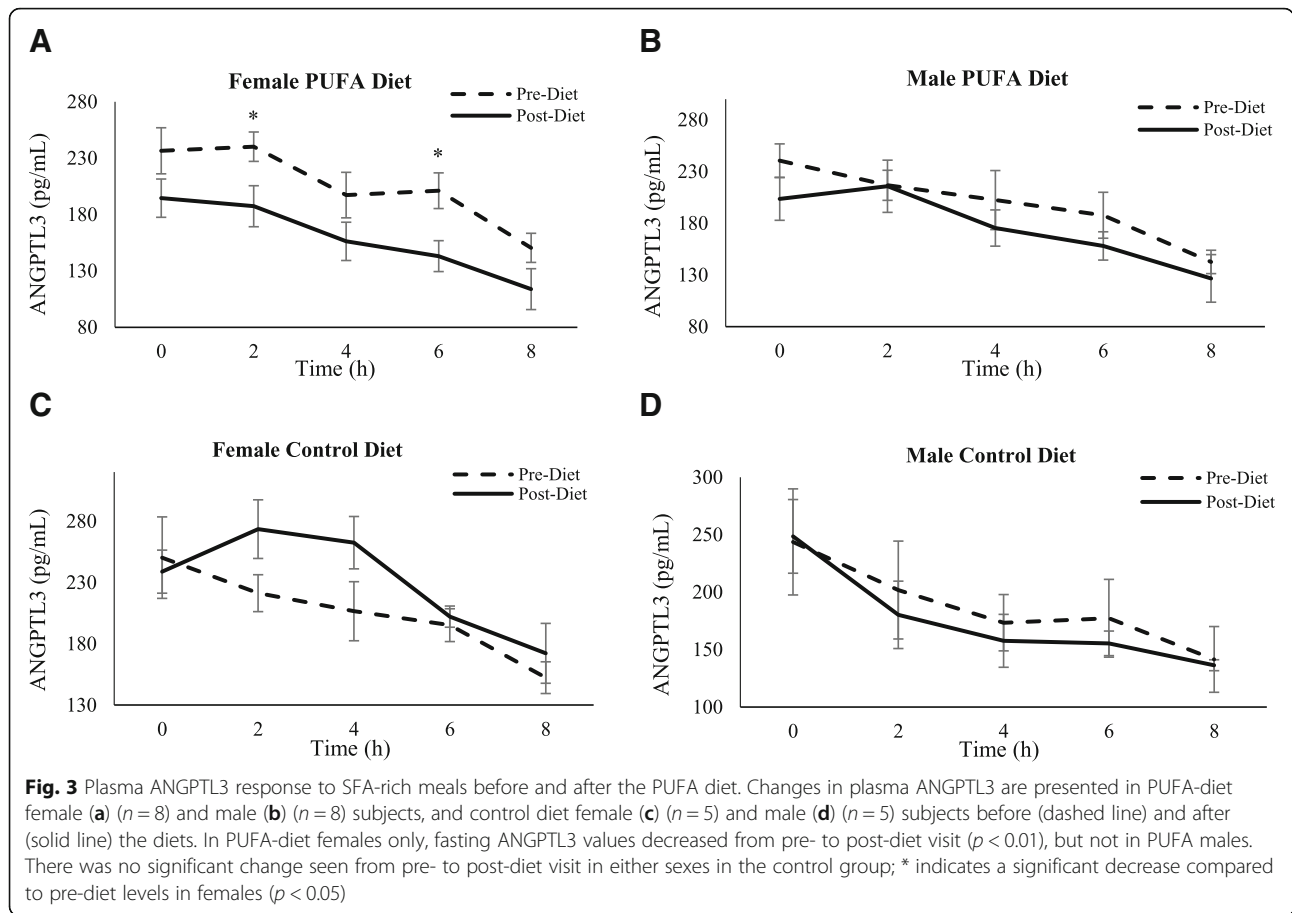 A
Female PUFA Diet
Pre-Diet
Post-Diet
ANGPTL3 (pg/mL)
280
230
180
130
80
*
*
0 2 4 6 8
Time (h)
B
Male PUFA Diet
Pre-Diet
Post-Diet
ANGPTL3 (pg/mL)
280
230
180
130
80
0 2 4 6 8
Time (h)
C
Female Control Diet
Pre-Diet
Post-Diet
ANGPTL3 (pg/mL)
280
230
180
130
0 2 4 6 8
Time (h)
D
Male Control Diet
Pre-Diet
Post-Diet
ANGPTL3 (pg/mL)
300
250
200
150
100
0 2 4 6 8
Time (h)
Fig. 3 Plasma ANGPTL3 response to SFA-rich meals before and after the PUFA diet. Changes in plasma ANGPTL3 are presented in PUFA-diet
female (a) (n = 8) and male (b) (n = 8) subjects, and control diet female (c) (n = 5) and male (d) (n = 5) subjects before (dashed line) and after
(solid line) the diets. In PUFA-diet females only, fasting ANGPTL3 values decreased from pre- to post-diet visit (p < 0.01), but not in PUFA males.
There was no significant change seen from pre- to post-diet visit in either sexes in the control group; * indicates a significant decrease compared
to pre-diet levels in females (p < 0.05)